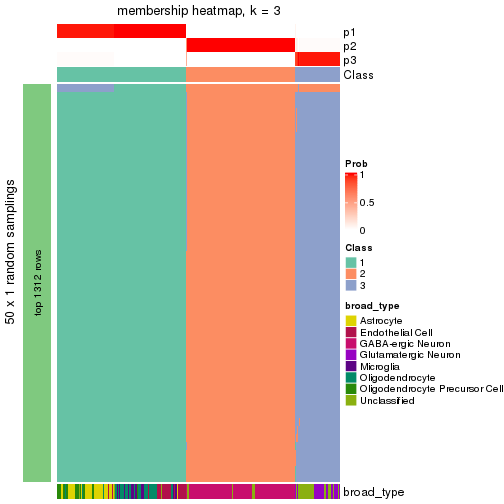 membership heatmap, k = 3
p1
p2
p3
Class
50 x 1 random samplings
top 1312 rows
Prob
1
0.5
0
Class
1
2
3
broad_type
Astrocyte
Endothelial Cell
GABA-ergic Neuron
Glutamatergic Neuron
Microglia
Oligodendrocyte
Oligodendrocyte Precursor Cell
Unclassified
broad_type